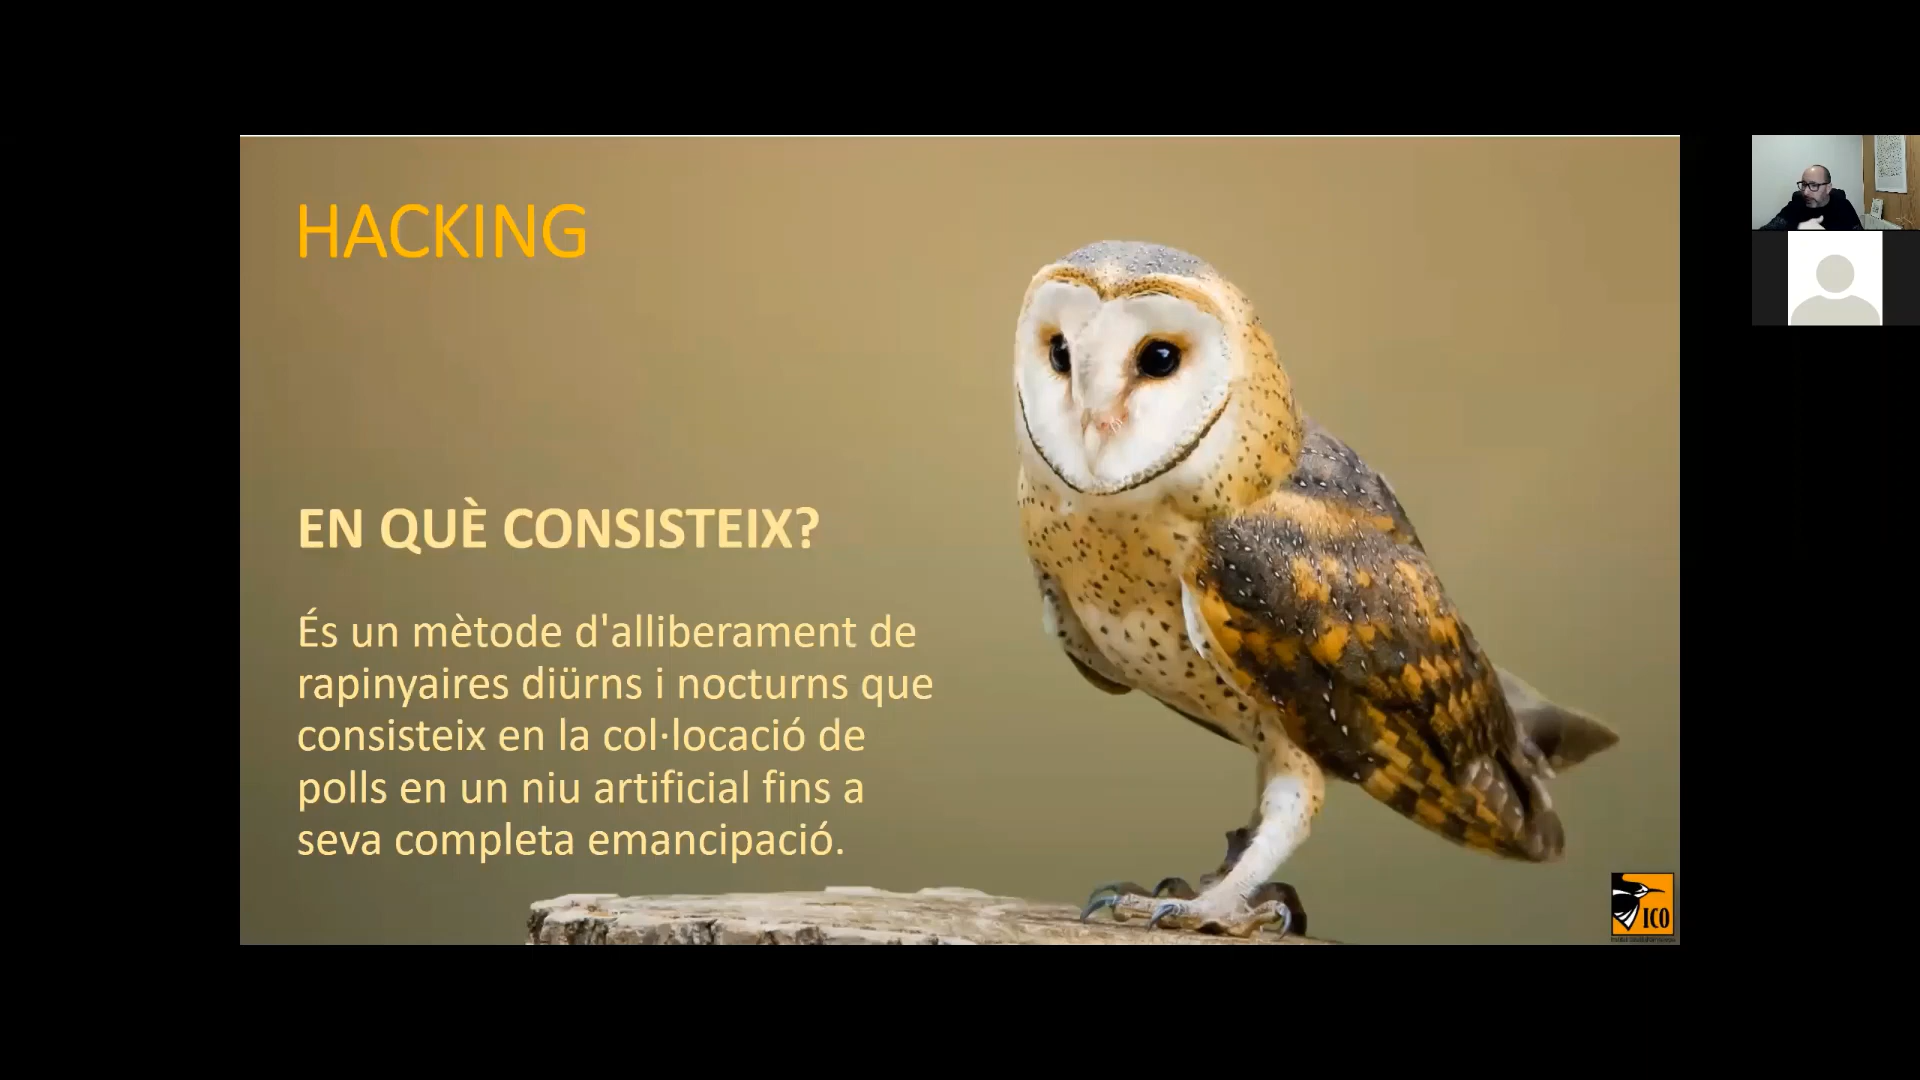 HACKING
EN QUÈ CONSISTEIX?
És un mètode d'alliberament de
rapinyaires diürns i nocturns que
consisteix en la col·locació de
polls en un niu artificial fins a
seva completa emancipació.
ICO